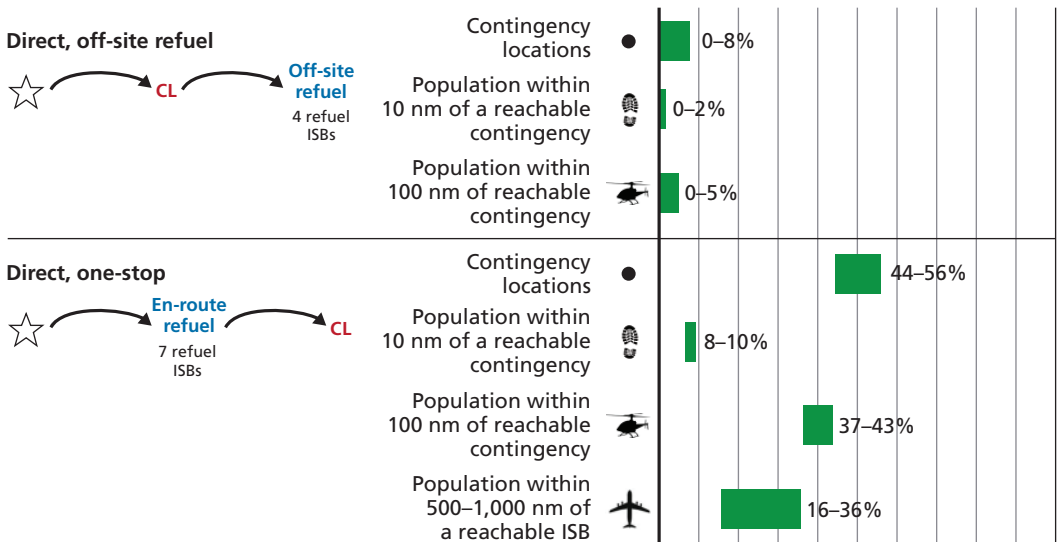 Direct, off-site refuel
CL
Off-site
refuel
4 refuel
ISBs
Contingency
locations
0–8%
Population within
10 nm of a reachable
contingency
0–2%
Population within
100 nm of reachable
contingency
0–5%
Direct, one-stop
En-route
refuel
7 refuel
ISBs
CL
Contingency
locations
44–56%
Population within
10 nm of a reachable
contingency
8–10%
Population within
100 nm of reachable
contingency
37–43%
Population within
500–1,000 nm of
a reachable ISB
16–36%